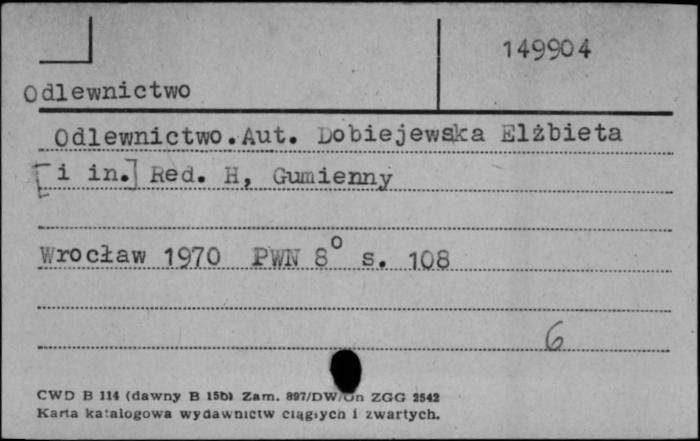 149904
Odlewnictwo
Odlewnictwo.Aut. Dobiejewska Elżbieta
[i in.] Red. H, Gumienny
Wrocław 1970 PWN 8° s. 108
6
CWD B 114 (dawny B 15b) Zam. 897/DW/Un ZGG 2542
Karta katalogowa wydawnictw ciągłych i zwartych.